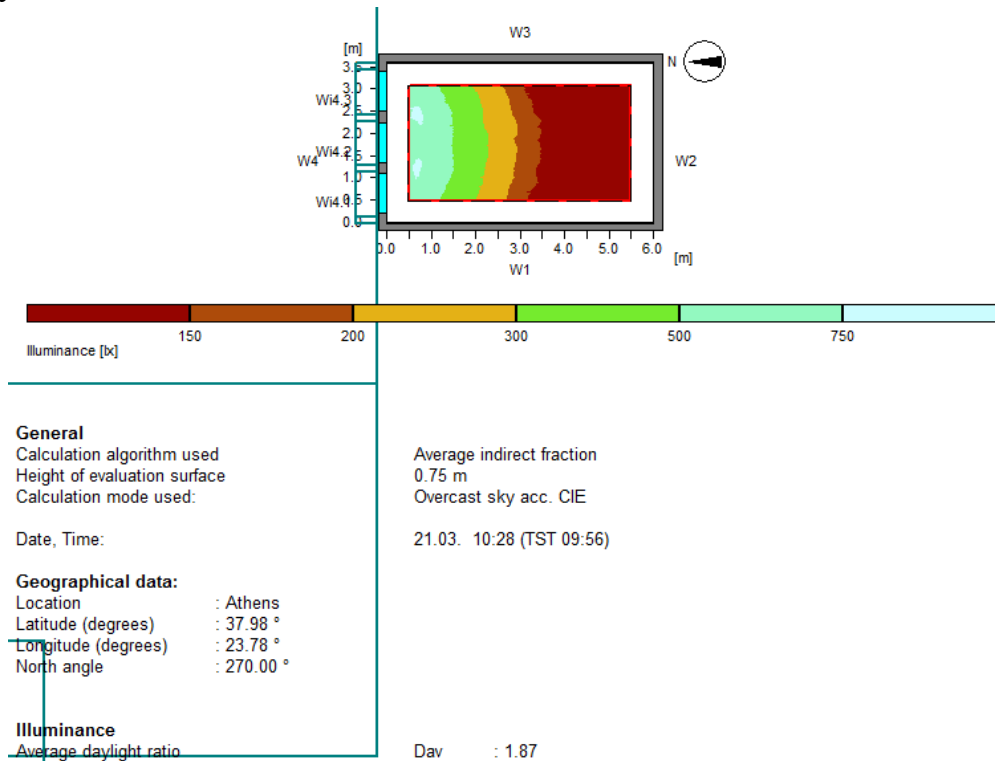 W3
[m]
N
3.5
3.0
Wi4.3
2.5
2.0
W4
Wi4.2
1.5
W2
1.0
Wi4.1
0.5
0.0
0.0 1.0 2.0 3.0 4.0 5.0 6.0 [m]
W1
150 200 300 500 750
Illuminance [lx]
General
Calculation algorithm used Average indirect fraction
Height of evaluation surface 0.75 m
Calculation mode used: Overcast sky acc. CIE
Date, Time: 21.03. 10:28 (TST 09:56)
Geographical data:
Location : Athens
Latitude (degrees) : 37.98 °
Longitude (degrees) : 23.78 °
North angle : 270.00 °
Illuminance
Average daylight ratio Dav : 1.87